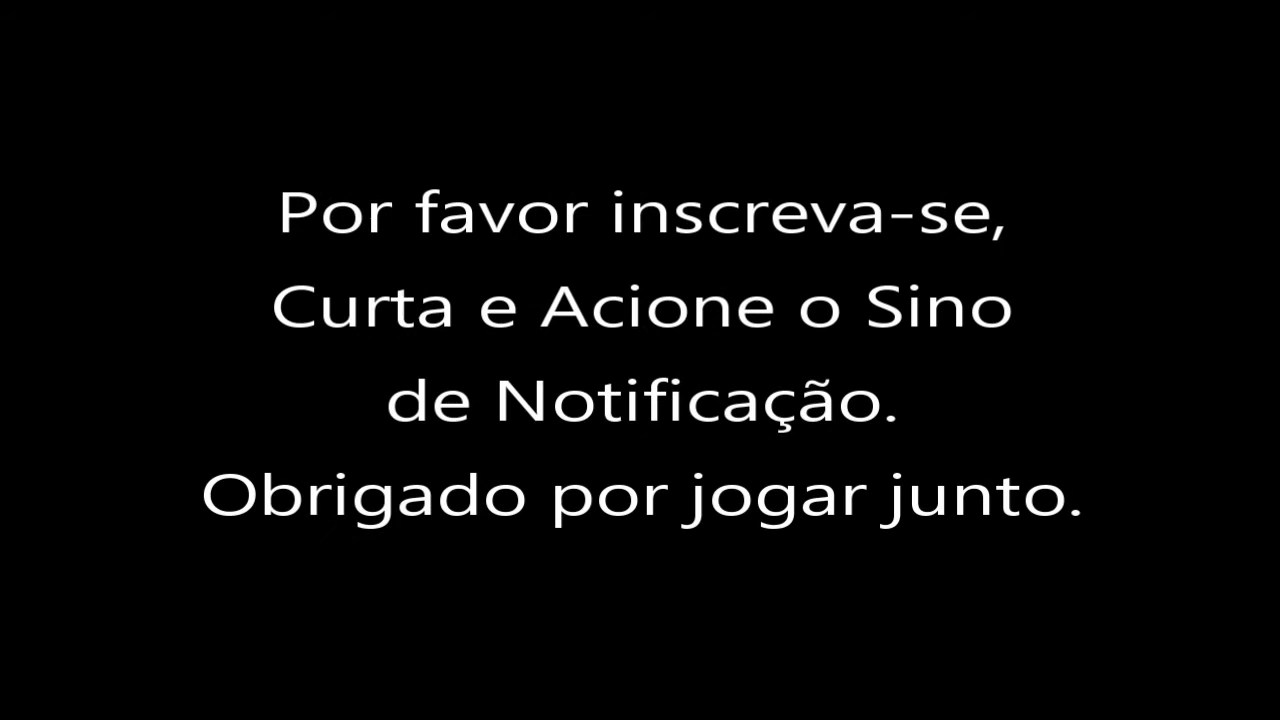 Por favor inscreva-se,
Curta e Acione o Sino
de Notificação.
Obrigado por jogar junto.